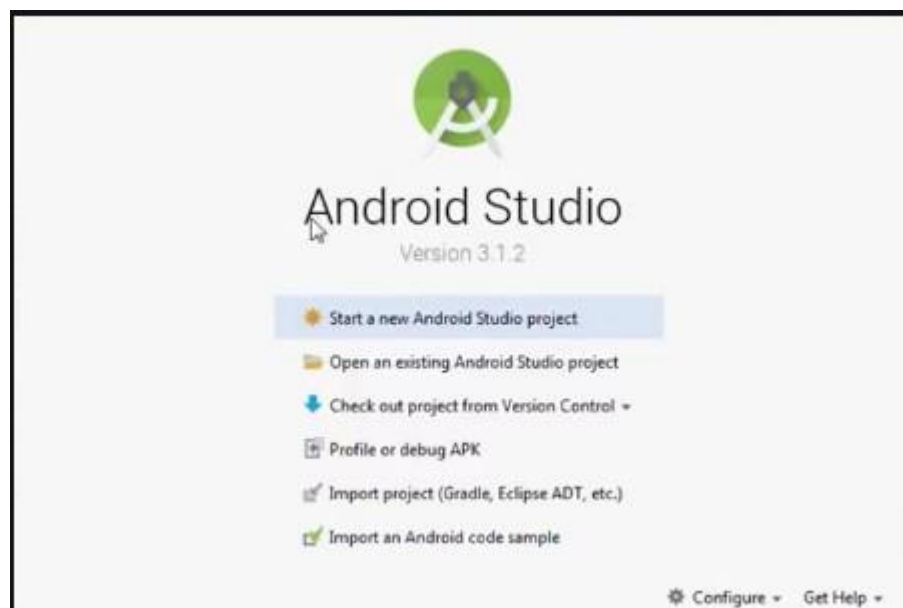 Android Studio
Version 3.1.2
Start a new Android Studio project
Open an existing Android Studio project
Check out project from Version Control
Profile or debug APK
Import project (Gradle, Eclipse ADT, etc.)
Import an Android code sample
Configure Get Help